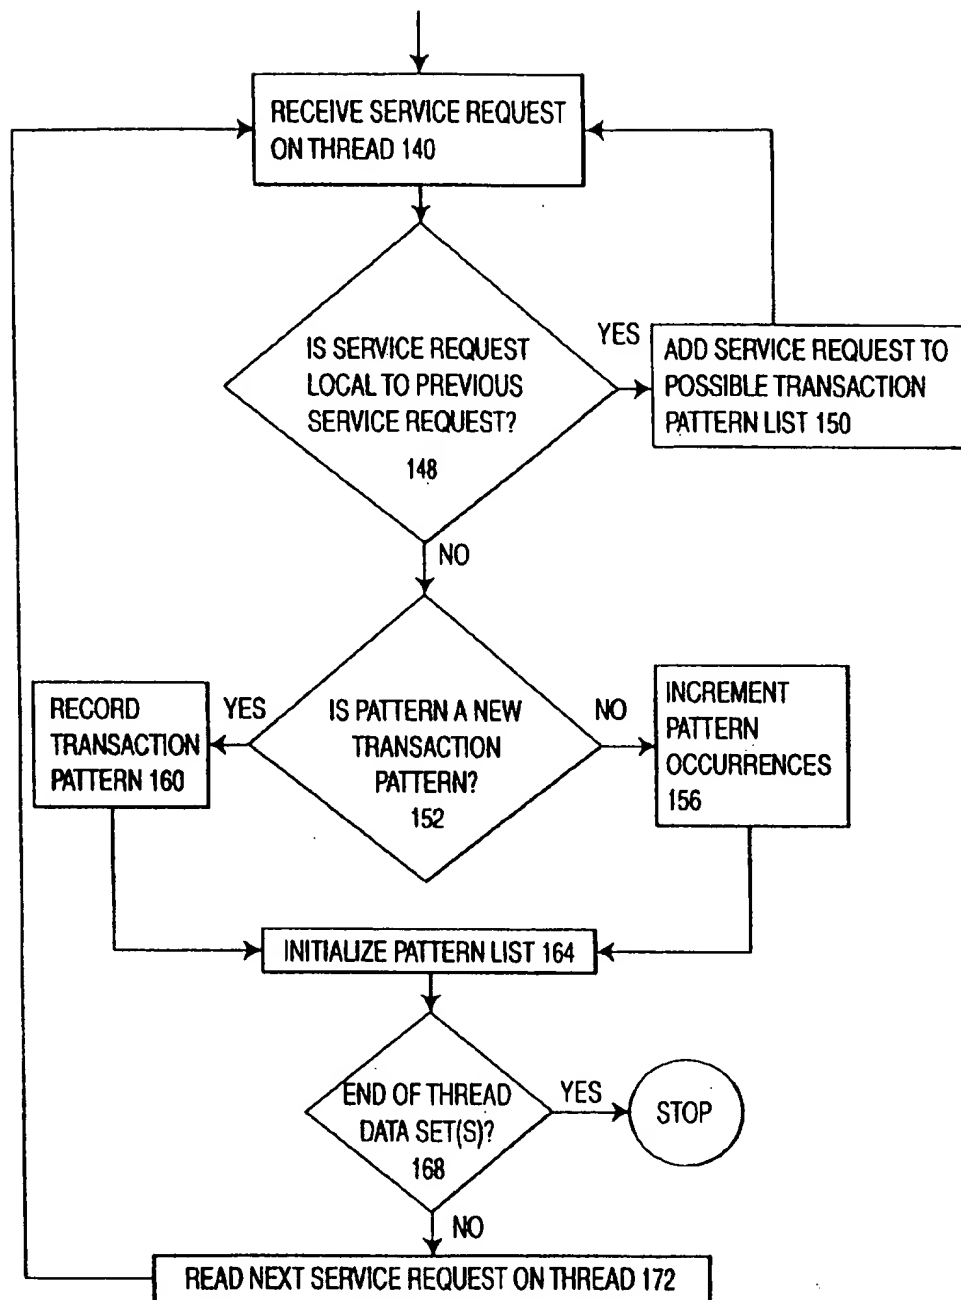 RECEIVE SERVICE REQUEST
ON THREAD 140
IS SERVICE REQUEST
LOCAL TO PREVIOUS
SERVICE REQUEST?
148
YES
ADD SERVICE REQUEST TO
POSSIBLE TRANSACTION
PATTERN LIST 150
NO
RECORD
TRANSACTION
PATTERN 160
YES
IS PATTERN A NEW
TRANSACTION
PATTERN?
152
NO
INCREMENT
PATTERN
OCCURRENCES
156
INITIALIZE PATTERN LIST 164
END OF THREAD
DATA SET(S)?
168
YES
STOP
NO
READ NEXT SERVICE REQUEST ON THREAD 172